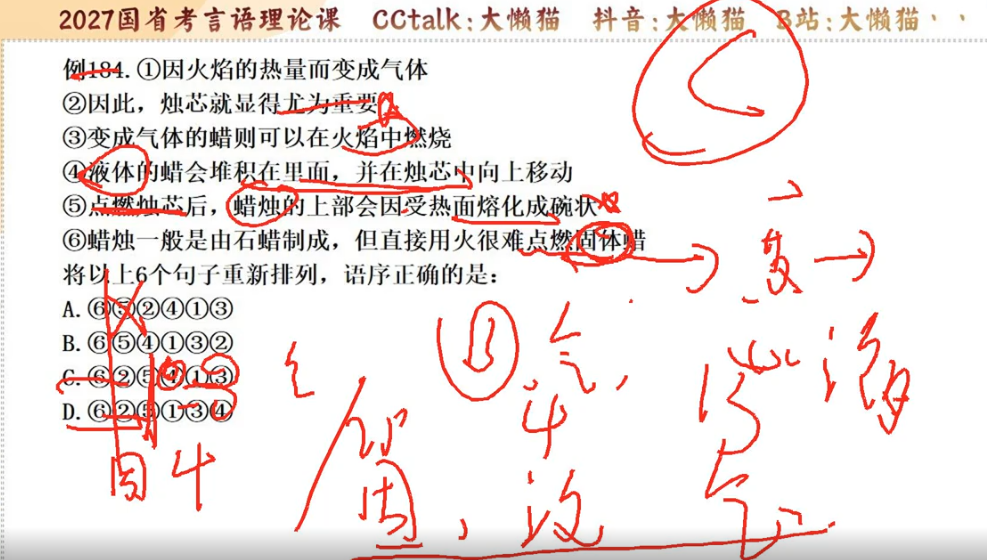 2027国省考言语理论课 CCtalk:大懒猫 抖音:大懒猫 B站:大懒猫
例184.①因火焰的热量而变成气体
②因此，烛芯就显得尤为重要
③变成气体的蜡则可以在火焰中燃烧
④液体的蜡会堆积在里面，并在烛芯中向上移动
⑤点燃烛芯后，蜡烛的上部会因受热面熔化成碗状
⑥蜡烛一般是由石蜡制成，但直接用火很难点燃固体蜡
将以上6个句子重新排列，语序正确的是：
A.⑥⑤②④①③
B.⑥⑤④①③②
C.⑥②⑤④①③
D.⑥②⑤①③④